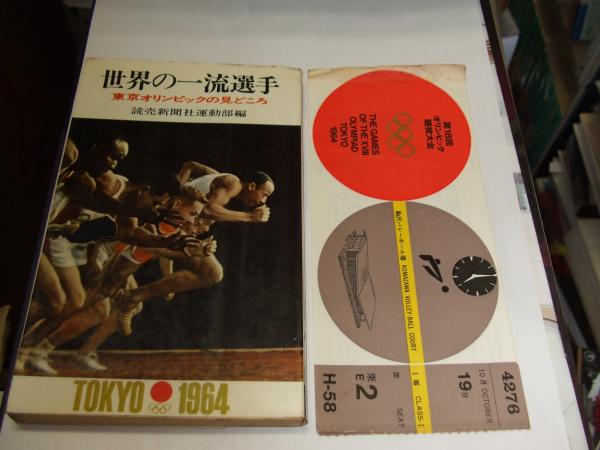 世界の一流選手
東京オリンピックの見どころ
読売新聞社運動部編
TOKYO 1964
第18回
オリンピック
競技大会
THE GAMES
OF THE XVIII
OLYMPIAD
TOKYO
1964
駒沢バレーボール場 KOMAZAWA VOLLEY-BALL COURT
1等 CLASS-1
東 2
E
席 SEAT
H-58
4276
10月 OCTOBER
19日